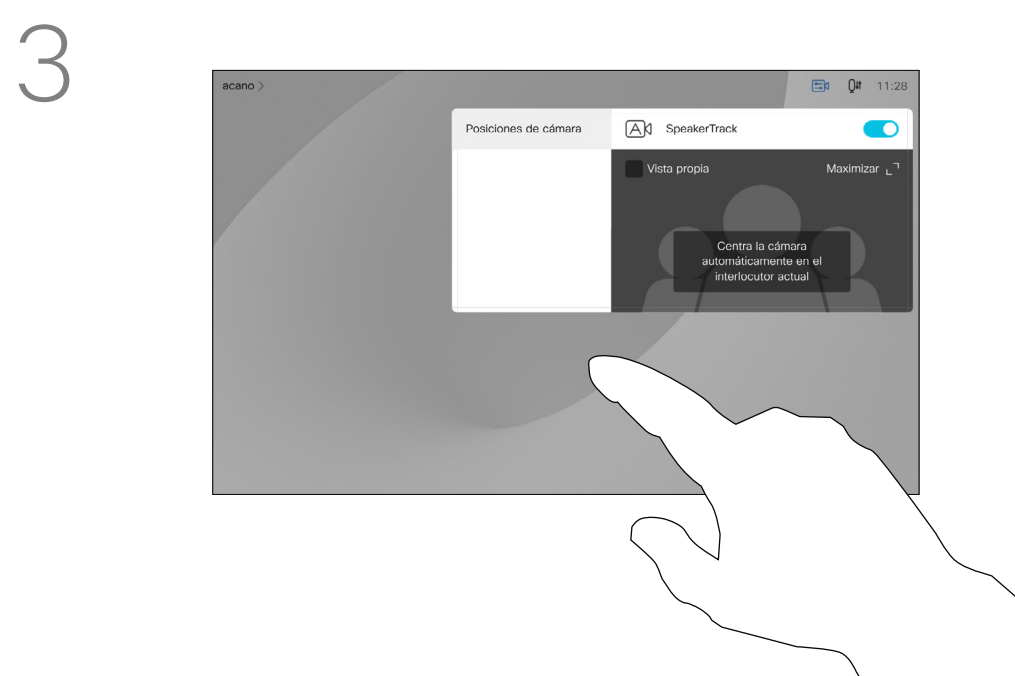 3
acano >
11:28
Posiciones de cámara
SpeakerTrack
Vista propia
Maximizar
Centra la cámara
automáticamente en el
interlocutor actual